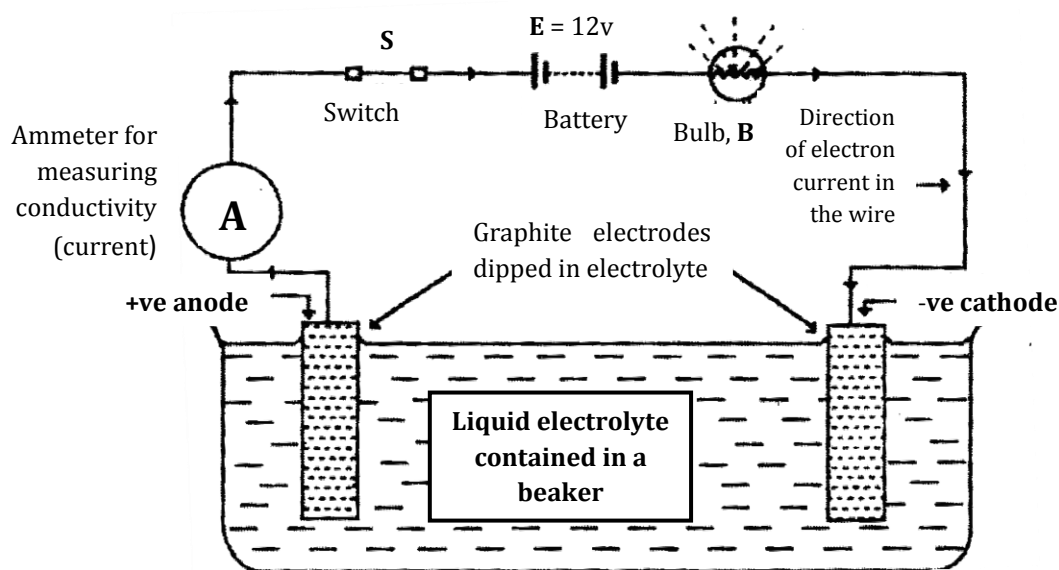 E = 12v
S
Switch
Battery
Bulb, B
Direction
of electron
current in
the wire
Ammeter for
measuring
conductivity
(current)
A
Graphite electrodes
dipped in electrolyte
+ve anode
-ve cathode
Liquid electrolyte
contained in a
beaker